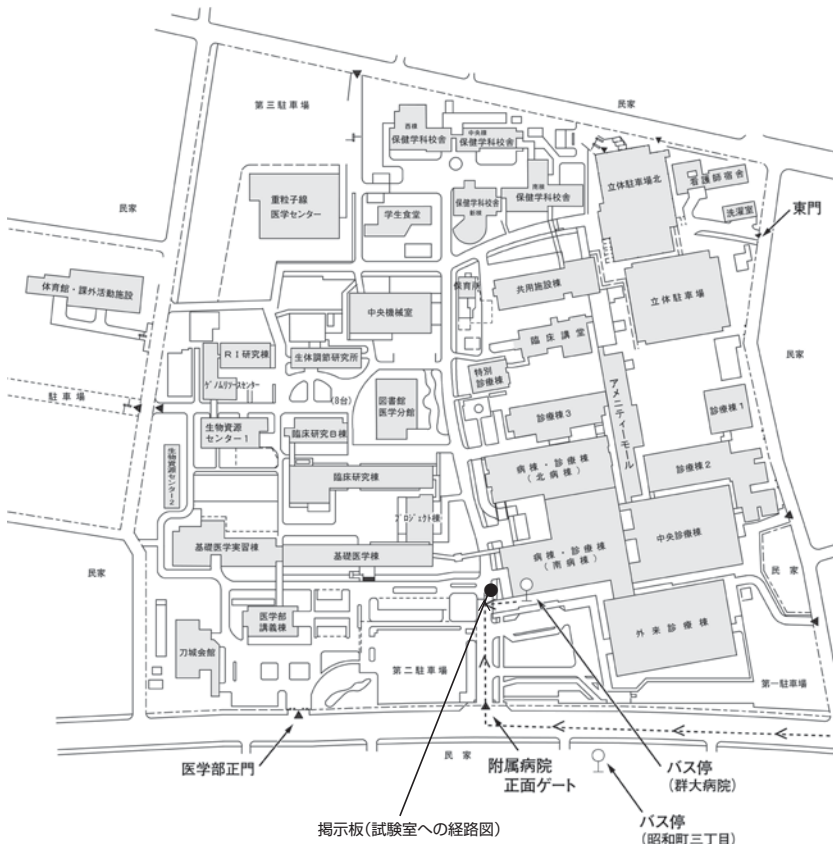 民家
第三駐車場
西棟
保健学科校舎
中央棟
保健学科校舎
南棟
保健学科校舎
保健学科校舎
新棟
立体駐車場北
看護師宿舎
洗濯室
東門
重粒子線
医学センター
学生食堂
民家
体育館・課外活動施設
保育所
共用施設棟
立体駐車場
中央機械室
臨床講堂
民家
RI研究棟
生体調節研究所
ゲノムリソースセンター
特別
診療棟
アメニティーモール
駐車場
(8台)
図書館
医学分館
診療棟3
診療棟1
生物資源
センター1
臨床研究B棟
生物資源センター2
臨床研究棟
病棟・診療棟
(北病棟)
診療棟2
プロジェクト棟
基礎医学実習棟
基礎医学棟
病棟・診療棟
(南病棟)
中央診療棟
民家
民家
医学部
講義棟
刀城会館
外来診療棟
第二駐車場
第一駐車場
民家
医学部正門
附属病院
正面ゲート
バス停
(群大病院)
バス停
(昭和町三丁目)
掲示板(試験室への経路図)